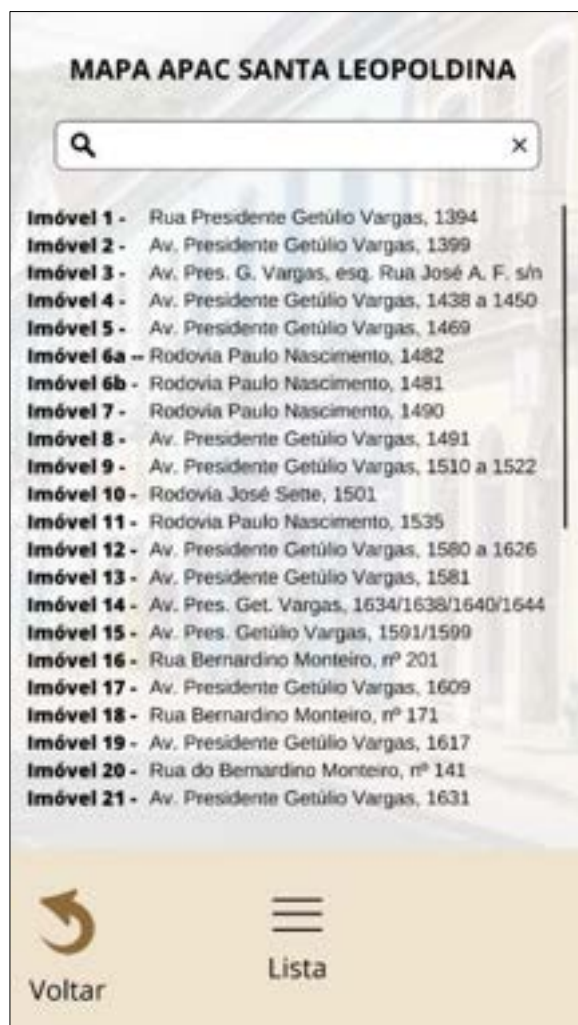 MAPA APAC SANTA LEOPOLDINA
×
Imóvel 1 - Rua Presidente Getúlio Vargas, 1394
Imóvel 2 - Av. Presidente Getúlio Vargas, 1399
Imóvel 3 - Av. Pres. G. Vargas, esq. Rua José A. F. s/n
Imóvel 4 - Av. Presidente Getúlio Vargas, 1438 a 1450
Imóvel 5 - Av. Presidente Getúlio Vargas, 1469
Imóvel 6a – Rodovia Paulo Nascimento, 1482
Imóvel 6b - Rodovia Paulo Nascimento, 1481
Imóvel 7 - Rodovia Paulo Nascimento, 1490
Imóvel 8 - Av. Presidente Getúlio Vargas, 1491
Imóvel 9 - Av. Presidente Getúlio Vargas, 1510 a 1522
Imóvel 10 - Rodovia José Sette, 1501
Imóvel 11 - Rodovia Paulo Nascimento, 1535
Imóvel 12 - Av. Presidente Getúlio Vargas, 1580 a 1626
Imóvel 13 - Av. Presidente Getúlio Vargas, 1581
Imóvel 14 - Av. Pres. Get. Vargas, 1634/1638/1640/1644
Imóvel 15 - Av. Pres. Getúlio Vargas, 1591/1599
Imóvel 16 - Rua Bernardino Monteiro, nº 201
Imóvel 17 - Av. Presidente Getúlio Vargas, 1609
Imóvel 18 - Rua Bernardino Monteiro, nº 171
Imóvel 19 - Av. Presidente Getúlio Vargas, 1617
Imóvel 20 - Rua do Bernardino Monteiro, nº 141
Imóvel 21 - Av. Presidente Getúlio Vargas, 1631
Voltar
Lista